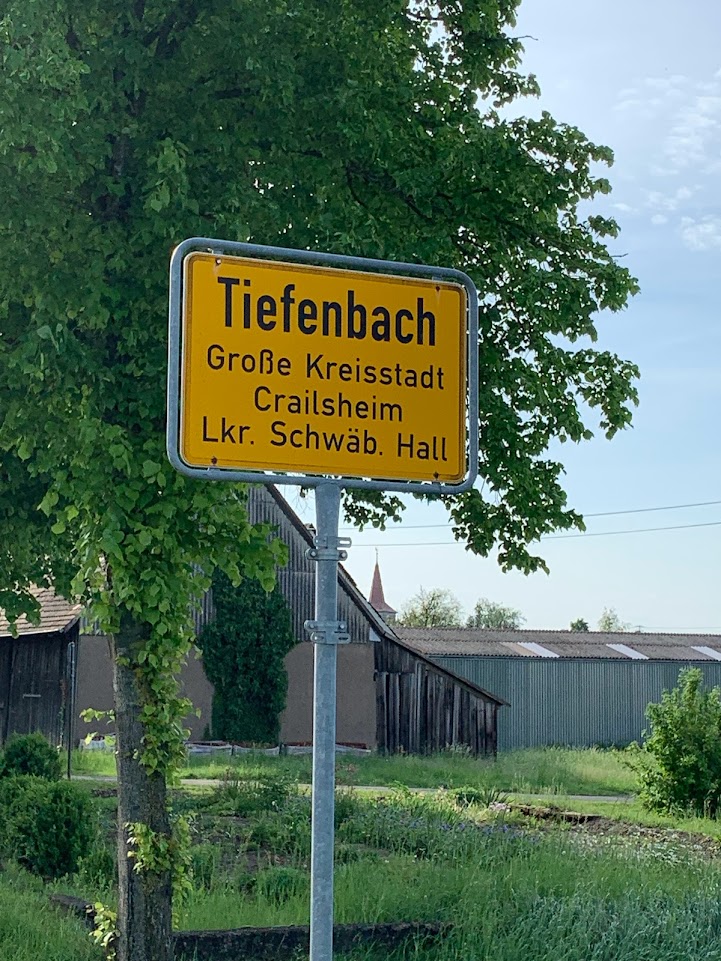 Tiefenbach
Große Kreisstadt
Crailsheim
Lkr. Schwäb. Hall